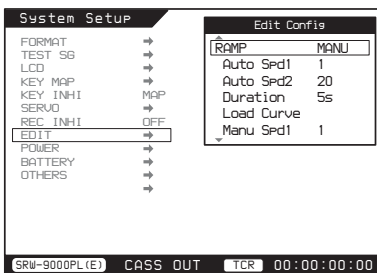 System Setup
FORMAT ➡
TEST SG ➡
LCD ➡
KEY MAP ➡
KEY INHI MAP
SERVO ➡
REC INHI OFF
EDIT ➡
POWER ➡
BATTERY ➡
OTHERS ➡
➡
Edit Config
RAMP MANU
Auto Spd1 1
Auto Spd2 20
Duration 5s
Load Curve
Manu Spd1 1
SRW-9000PL(E) CASS OUT TCR 00:00:00:00